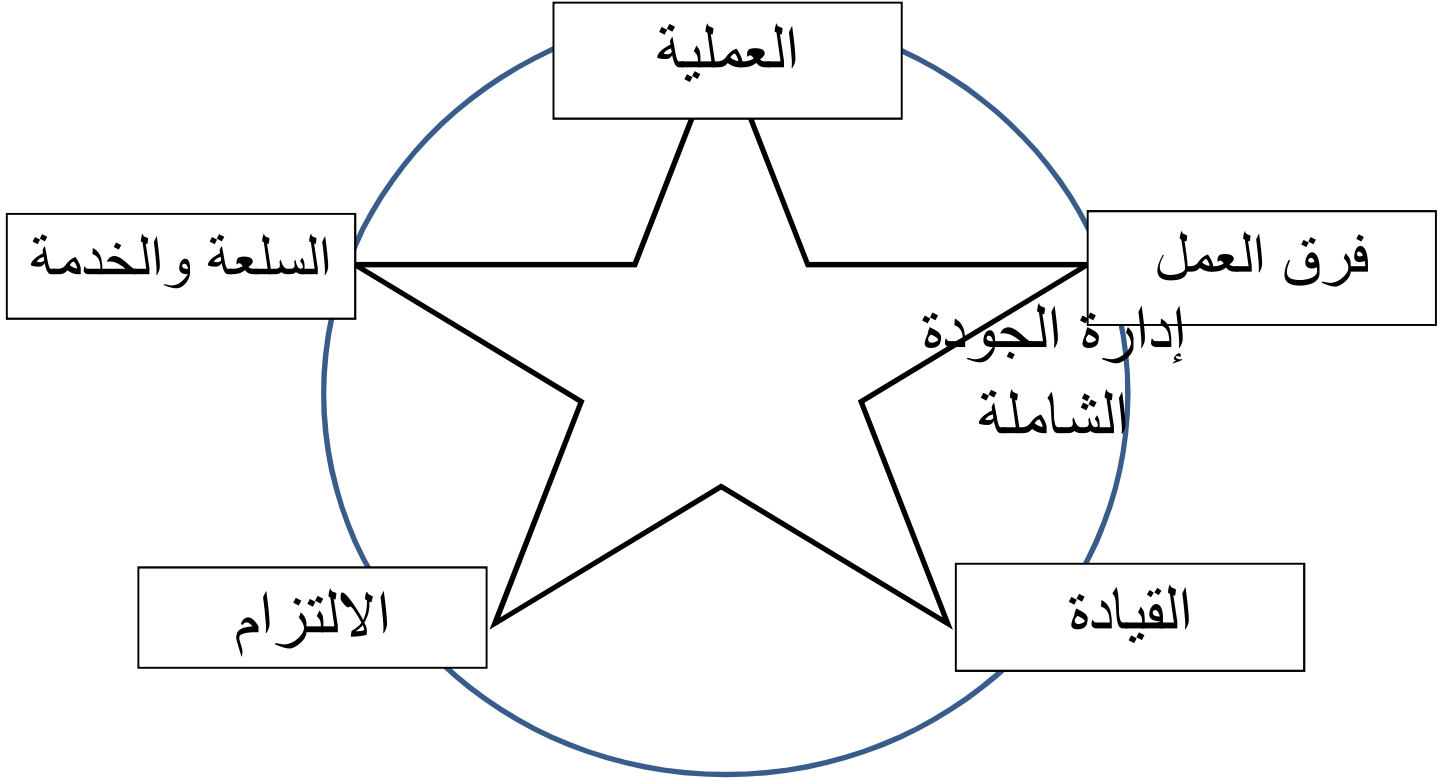 العملية
فرق العمل
السلعة والخدمة
إدارة الجودة
الشاملة
القيادة
الالتزام